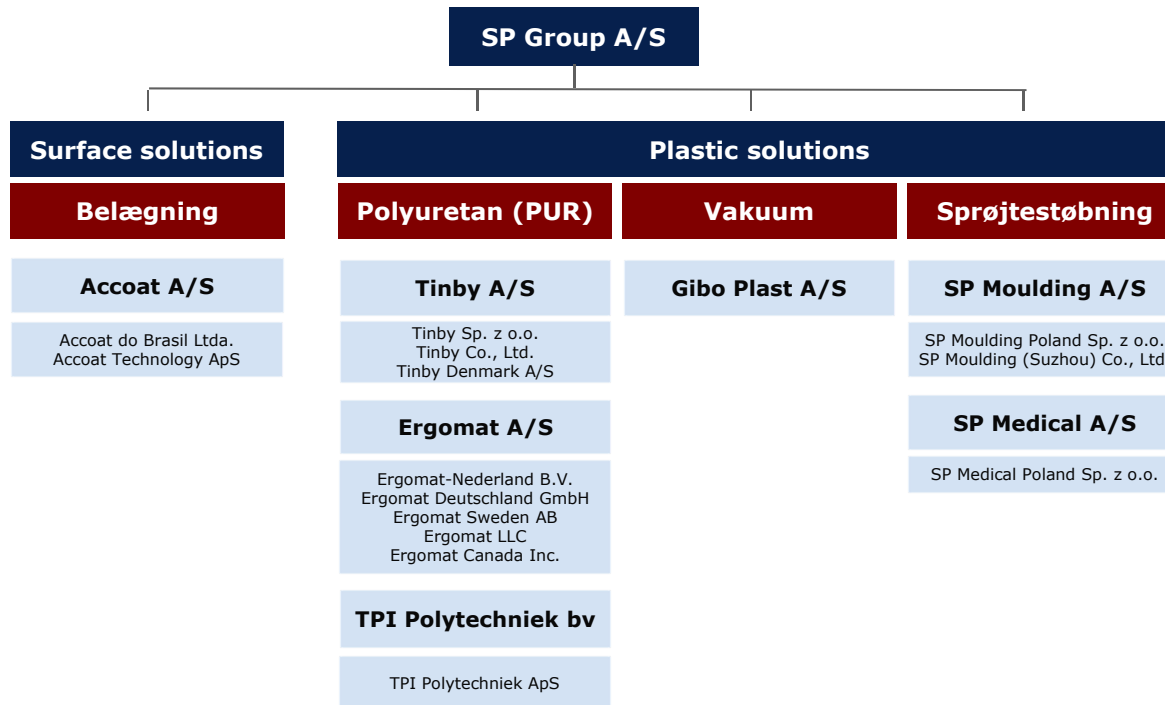 SP Group A/S
Surface solutions
Plastic solutions
Belægning
Polyuretan (PUR)
Vakuum
Sprøjtestøbning
Accoat A/S
Accoat do Brasil Ltda.
Accoat Technology ApS
Tinby A/S
Tinby Sp. z o.o.
Tinby Co., Ltd.
Tinby Denmark A/S
Ergomat A/S
Ergomat-Nederland B.V.
Ergomat Deutschland GmbH
Ergomat Sweden AB
Ergomat LLC
Ergomat Canada Inc.
TPI Polytechniek bv
TPI Polytechniek ApS
Gibo Plast A/S
SP Moulding A/S
SP Moulding Poland Sp. z o.o.
SP Moulding (Suzhou) Co., Ltd
SP Medical A/S
SP Medical Poland Sp. z o.o.